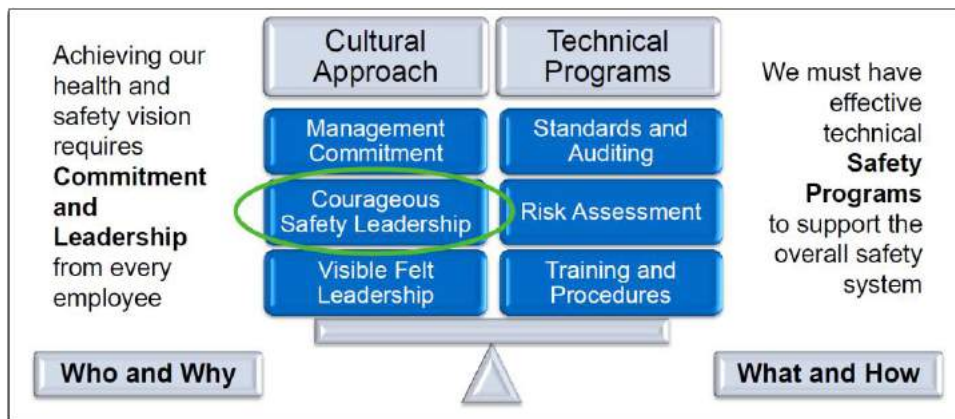 Achieving our
health and
safety vision
requires
Commitment
and
Leadership
from every
employee
Who and Why
Cultural
Approach
Management
Commitment
Courageous
Safety Leadership
Visible Felt
Leadership
Technical
Programs
Standards and
Auditing
Risk Assessment
Training and
Procedures
We must have
effective
technical
Safety
Programs
to support the
overall safety
system
What and How